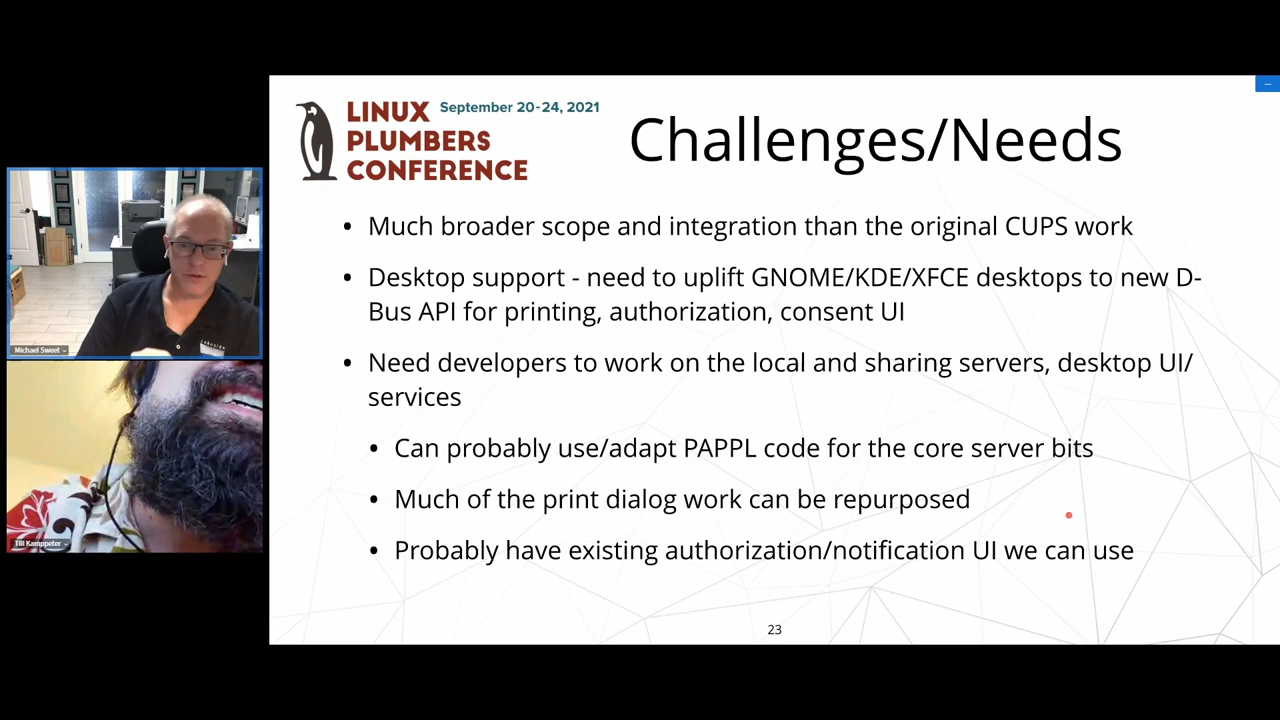 LINUX September 20-24, 2021
PLUMBERS
CONFERENCE
Challenges/Needs
• Much broader scope and integration than the original CUPS work
• Desktop support - need to uplift GNOME/KDE/XFCE desktops to new D-
Bus API for printing, authorization, consent UI
• Need developers to work on the local and sharing servers, desktop UI/
services
• Can probably use/adapt PAPPL code for the core server bits
• Much of the print dialog work can be repurposed
• Probably have existing authorization/notification UI we can use
23
Michael Sweet
Till Kamppeter